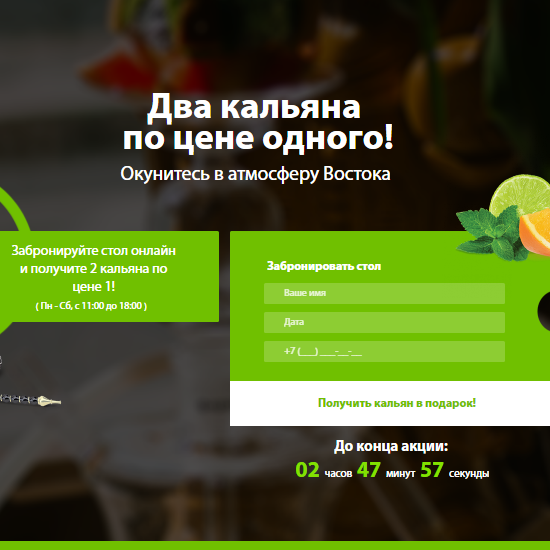 Два кальяна
по цене одного!
Окунитесь в атмосферу Востока
Забронируйте стол онлайн
и получите 2 кальяна по
цене 1!
( Пн - Сб, с 11:00 до 18:00 )
Забронировать стол
Ваше имя
Дата
+7 (___) ___-__-__
Получить кальян в подарок!
До конца акции:
02 часов 47 минут 57 секунды